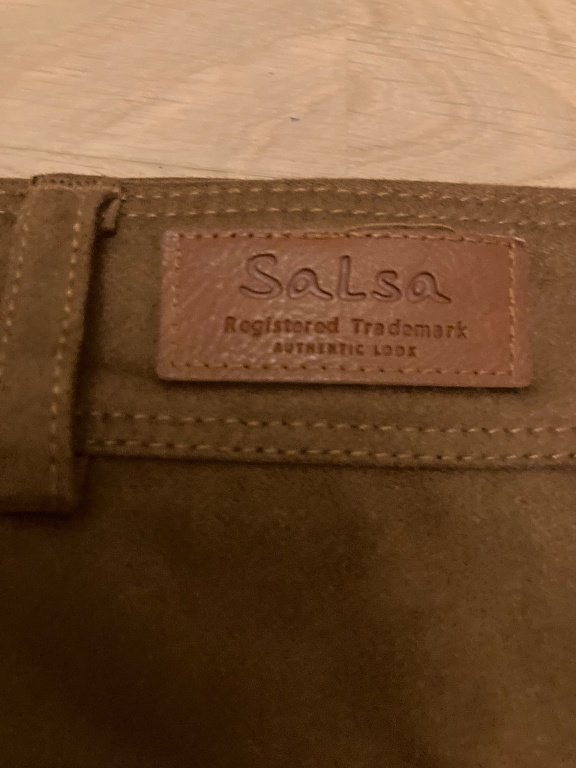 Salsa
Registered Trademark
AUTHENTIC LOOK